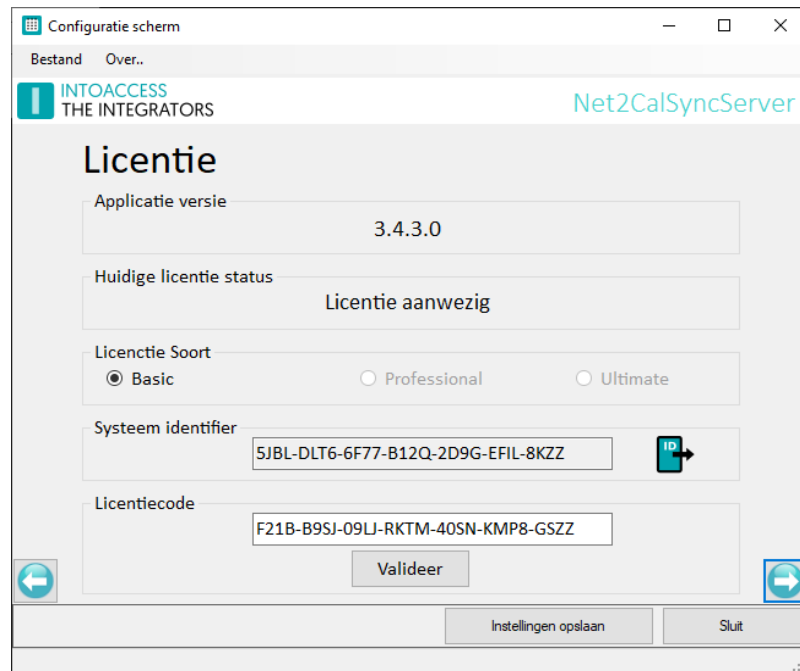 Configuratie scherm
Bestand Over..
INTOACCESS
THE INTEGRATORS
Net2CalSyncServer
Licentie
Applicatie versie
3.4.3.0
Huidige licentie status
Licentie aanwezig
Licenctie Soort
Basic Professional Ultimate
Systeem identifier
5JBL-DLT6-6F77-B12Q-2D9G-EFIL-8KZZ
ID
Licentiecode
F21B-B9SJ-09LJ-RKTM-40SN-KMP8-GSZZ
Valideer
Instellingen opslaan Sluit